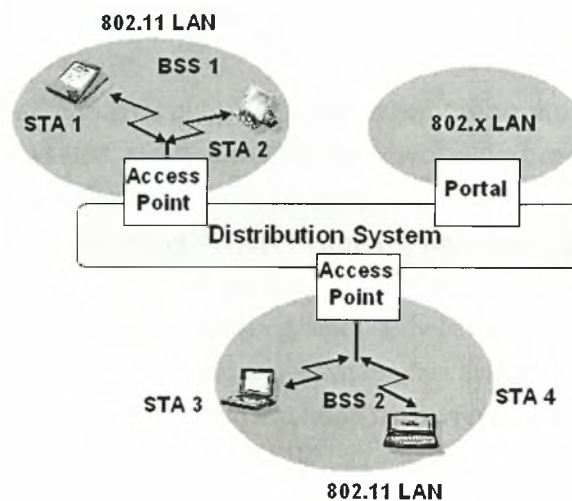 802.11 LAN
BSS 1
STA 1
STA 2
Access
Point
802.x LAN
Portal
Distribution System
Access
Point
STA 3
BSS 2
STA 4
802.11 LAN